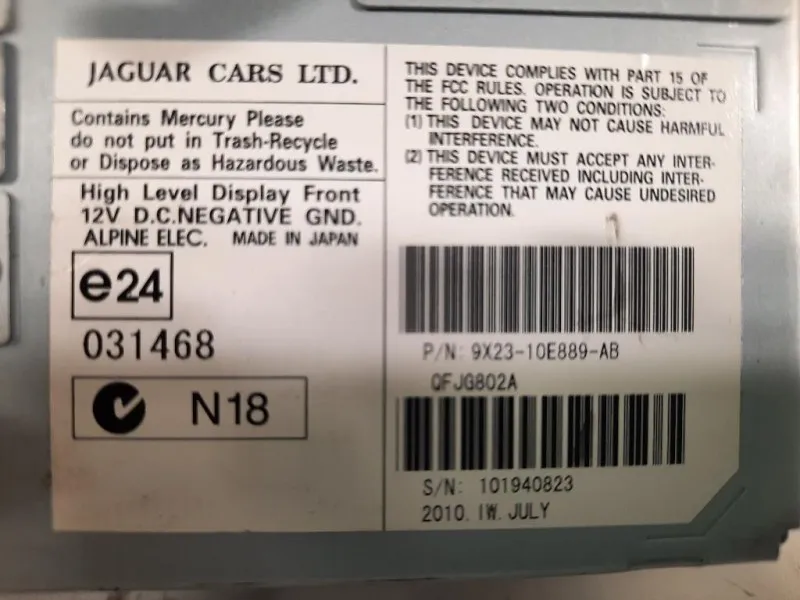 JAGUAR CARS LTD.
Contains Mercury Please
do not put in Trash-Recycle
or Dispose as Hazardous Waste.
High Level Display Front
12V D.C.NEGATIVE GND.
ALPINE ELEC. MADE IN JAPAN
e24
031468
N18
THIS DEVICE COMPLIES WITH PART 15 OF
THE FCC RULES. OPERATION IS SUBJECT TO
THE FOLLOWING TWO CONDITIONS:
(1) THIS DEVICE MAY NOT CAUSE HARMFUL
INTERFERENCE.
(2) THIS DEVICE MUST ACCEPT ANY INTER-
FERENCE RECEIVED INCLUDING INTER-
FERENCE THAT MAY CAUSE UNDESIRED
OPERATION.
P/N: 9X23-10E889-AB
QFJG802A
S/N: 101940823
2010. IW. JULY